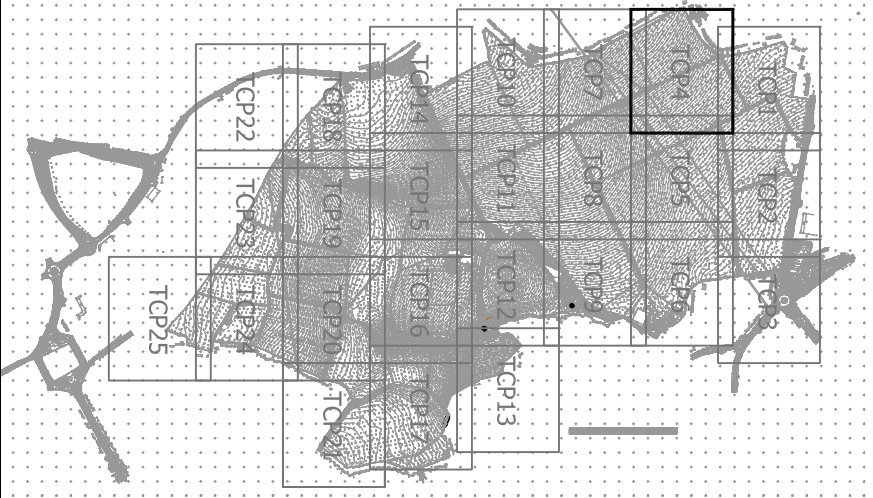 TCP1
TCP2
TCP3
TCP4
TCP5
TCP6
TCP7
TCP8
TCP9
TCP10
TCP11
TCP12
TCP13
TCP14
TCP15
TCP16
TCP17
TCP18
TCP19
TCP20
TCP21
TCP22
TCP23
TCP24
TCP25